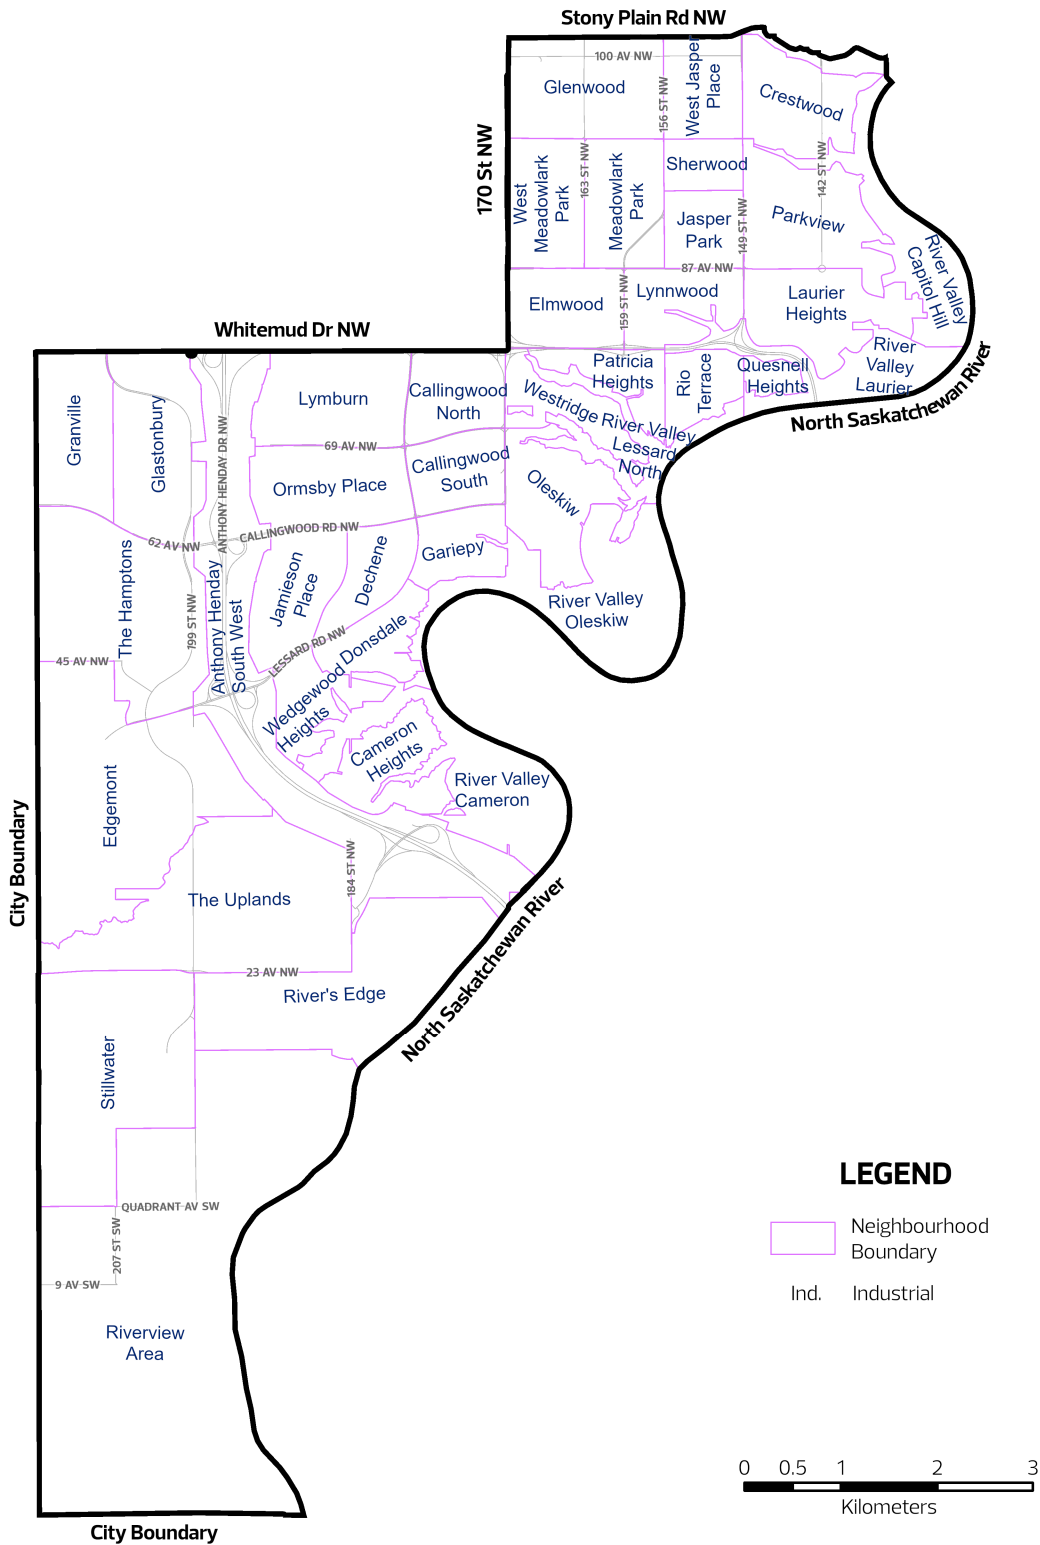 Stony Plain Rd NW
100 AV NW
Glenwood
156 ST NW
West Jasper
Place
Crestwood
170 St NW
West
Meadowlark
Park
163 ST NW
Meadowlark
Park
Sherwood
Jasper
Park
149 ST NW
142 ST NW
Parkview
87 AV NW
River Valley
Capitol Hill
Elmwood
159 ST NW
Lynnwood
Laurier
Heights
Whitemud Dr NW
River
Valley
Laurier
Patricia
Heights
Rio
Terrace
Quesnell
Heights
North Saskatchewan River
Granville
Glastonbury
ANTHONY HENDAY DR NW
Lymburn
Callingwood
North
Westridge
River Valley
Lessard
North
69 AV NW
Callingwood
South
Ormsby Place
Oleskiw
62 AV NW
CALLINGWOOD RD NW
The Hamptons
199 ST NW
Anthony Henday
South West
Jamieson
Place
Dechene
Gariepy
River Valley
Oleskiw
45 AV NW
LESSARD RD NW
Donsdale
Wedgewood
Heights
Cameron
Heights
River Valley
Cameron
Edgemont
City Boundary
184 ST NW
The Uplands
North Saskatchewan River
23 AV NW
River's Edge
Stillwater
QUADRANT AV SW
207 ST SW
9 AV SW
Riverview
Area
City Boundary
LEGEND
Neighbourhood
Boundary
Ind. Industrial
0 0.5 1 2 3
Kilometers